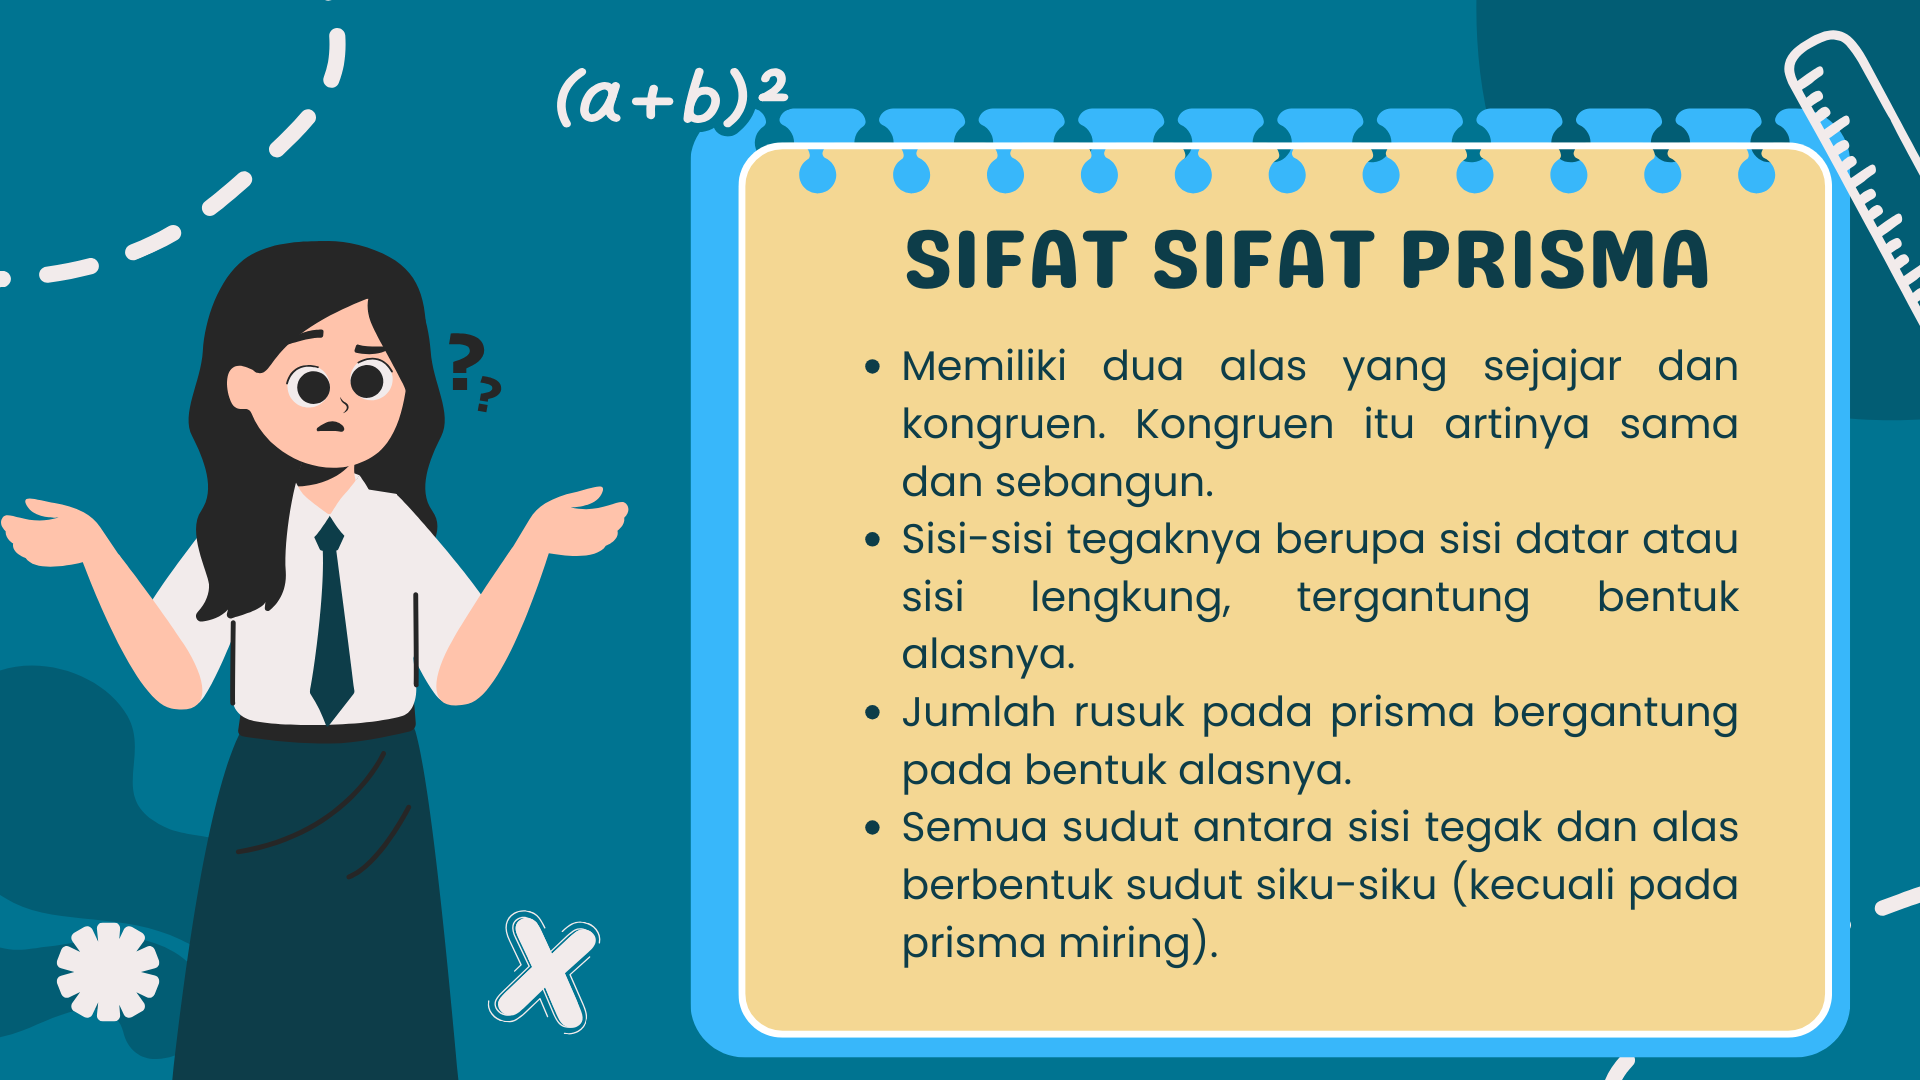 (a+b)²
SIFAT SIFAT PRISMA
??
• Memiliki dua alas yang sejajar dan
kongruen. Kongruen itu artinya sama
dan sebangun.
• Sisi-sisi tegaknya berupa sisi datar atau
sisi lengkung, tergantung bentuk
alasnya.
• Jumlah rusuk pada prisma bergantung
pada bentuk alasnya.
• Semua sudut antara sisi tegak dan alas
berbentuk sudut siku-siku (kecuali pada
prisma miring).
X